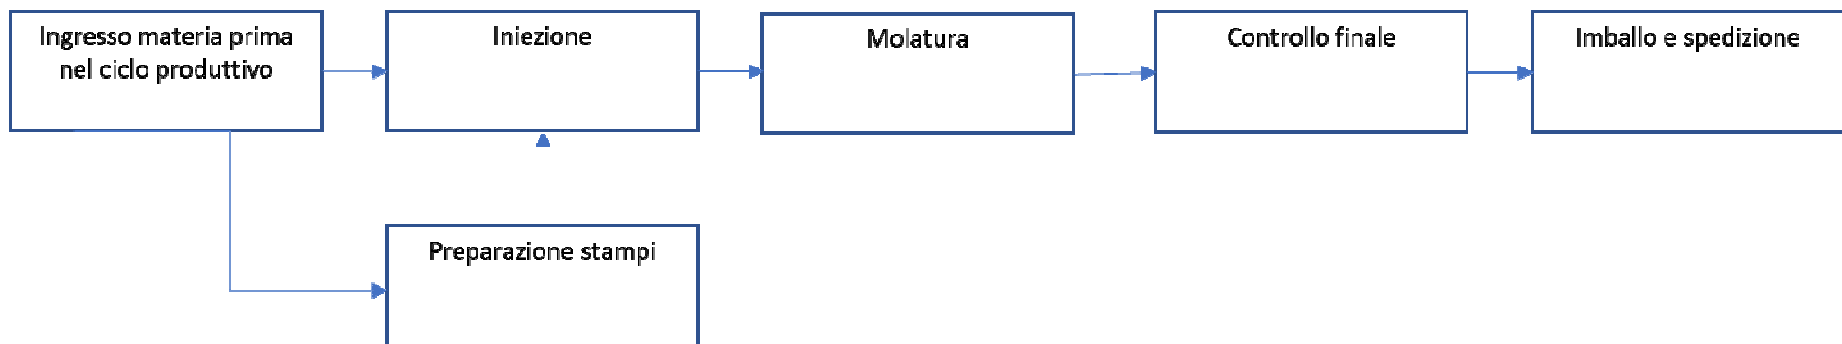 Ingresso materia prima
nel ciclo produttivo
Iniezione
Molatura
Controllo finale
Imballo e spedizione
Preparazione stampi